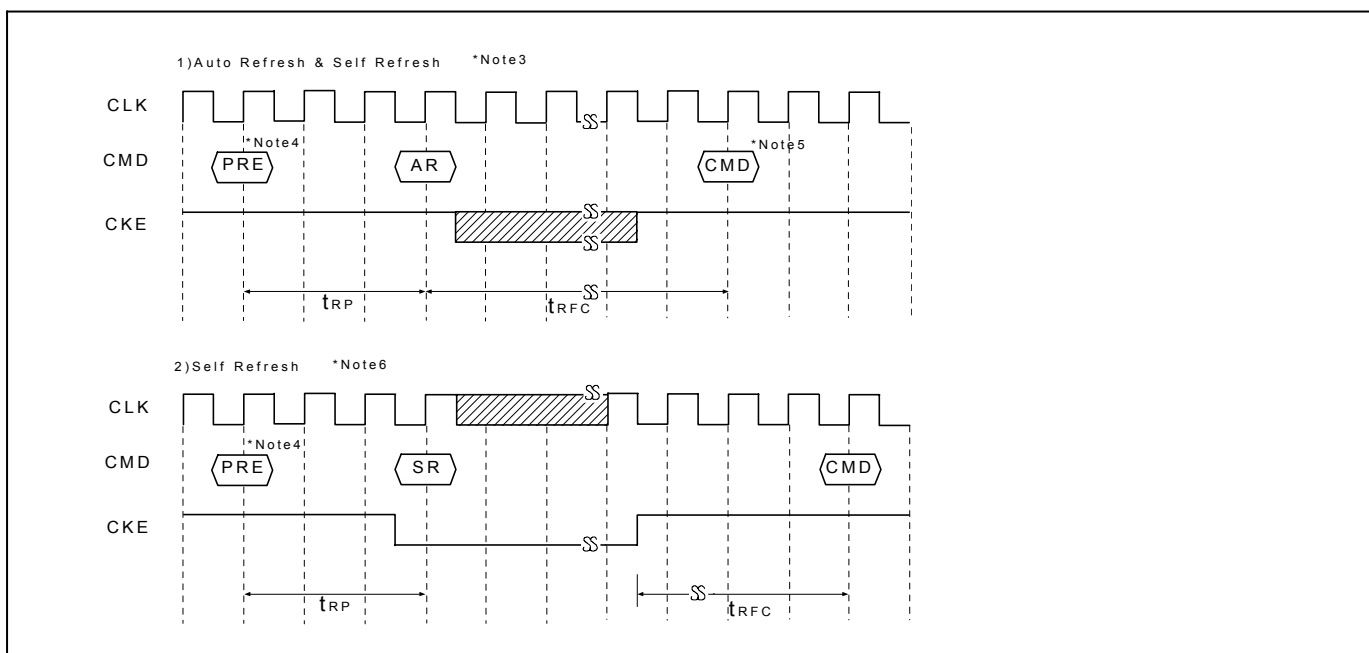 1)Auto Refresh & Self Refresh *Note3
CLK
CMD PRE *Note4 AR CMD *Note5
CKE
tRP tRFC
2)Self Refresh *Note6
CLK
CMD PRE *Note4 SR CMD
CKE
tRP tRFC